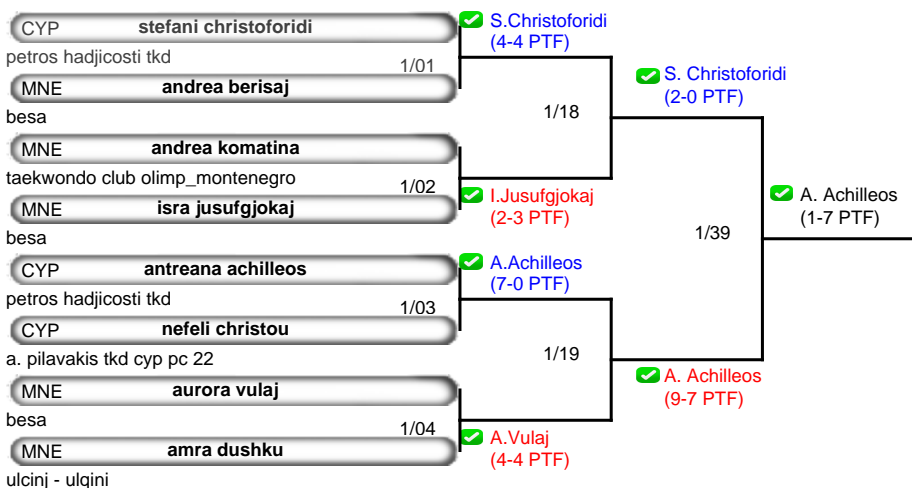 CYP stefani christoforidi
petros hadjicosti tkd
1/01
MNE andrea berisaj
besa
S.Christoforidi
(4-4 PTF)
MNE andrea komatina
taekwondo club olimp_montenegro
1/02
MNE isra jusufgjokaj
besa
I.Jusufgjokaj
(2-3 PTF)
1/18
S. Christoforidi
(2-0 PTF)
CYP antreana achilleos
petros hadjicosti tkd
1/03
CYP nefeli christou
a. pilavakis tkd cyp pc 22
A.Achilleos
(7-0 PTF)
MNE aurora vulaj
besa
1/04
MNE amra dushku
ulcinj - ulqini
A.Vulaj
(4-4 PTF)
1/19
A. Achilleos
(9-7 PTF)
1/39
A. Achilleos
(1-7 PTF)